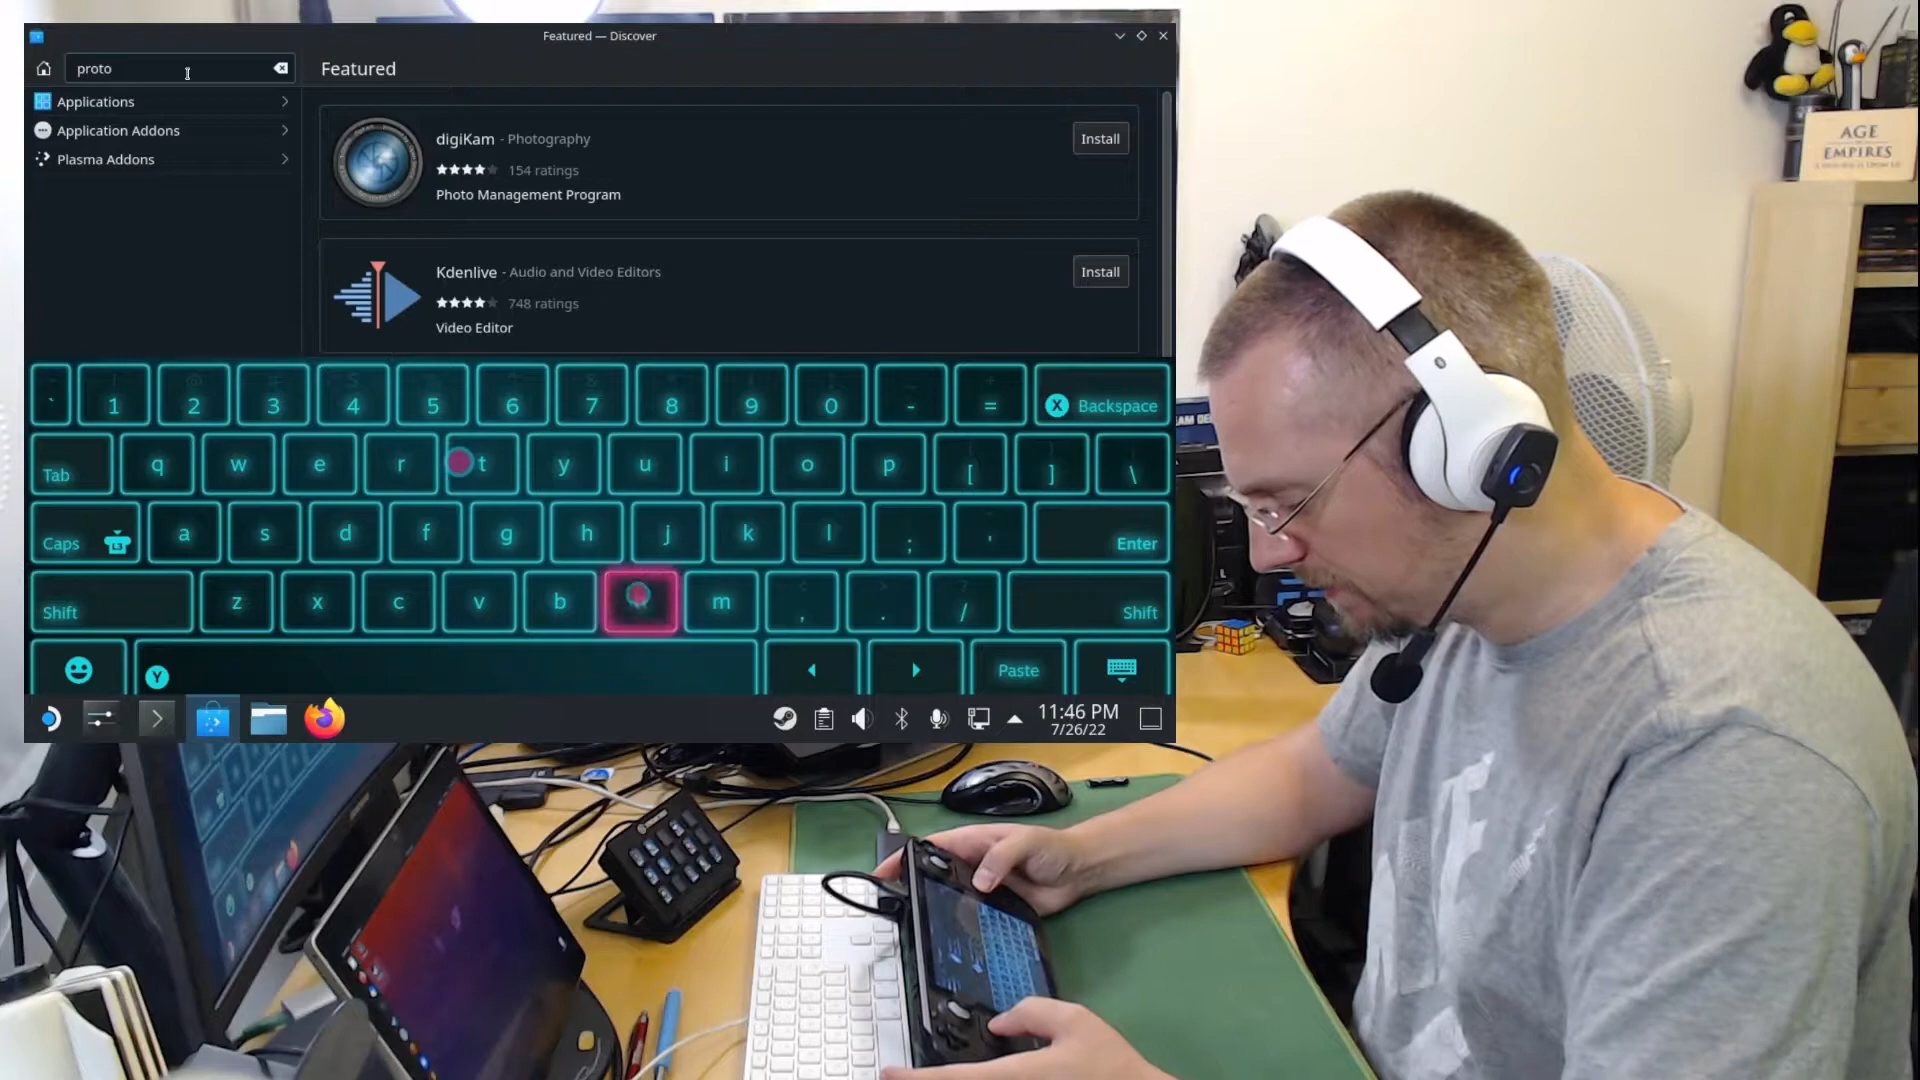 Featured — Discover
proto
Featured
Applications
Application Addons
Plasma Addons
digiKam - Photography
Install
154 ratings
Photo Management Program
Kdenlive - Audio and Video Editors
Install
748 ratings
Video Editor
` 1 2 3 4 5 6 7 8 9 0 - = X Backspace
Tab q w e r t y u i o p [ ] \
Caps L3 a s d f g h j k l ; ' Enter
Shift z x c v b m , . / Shift
Y Paste
11:46 PM
7/26/22
AGE
of
EMPIRES